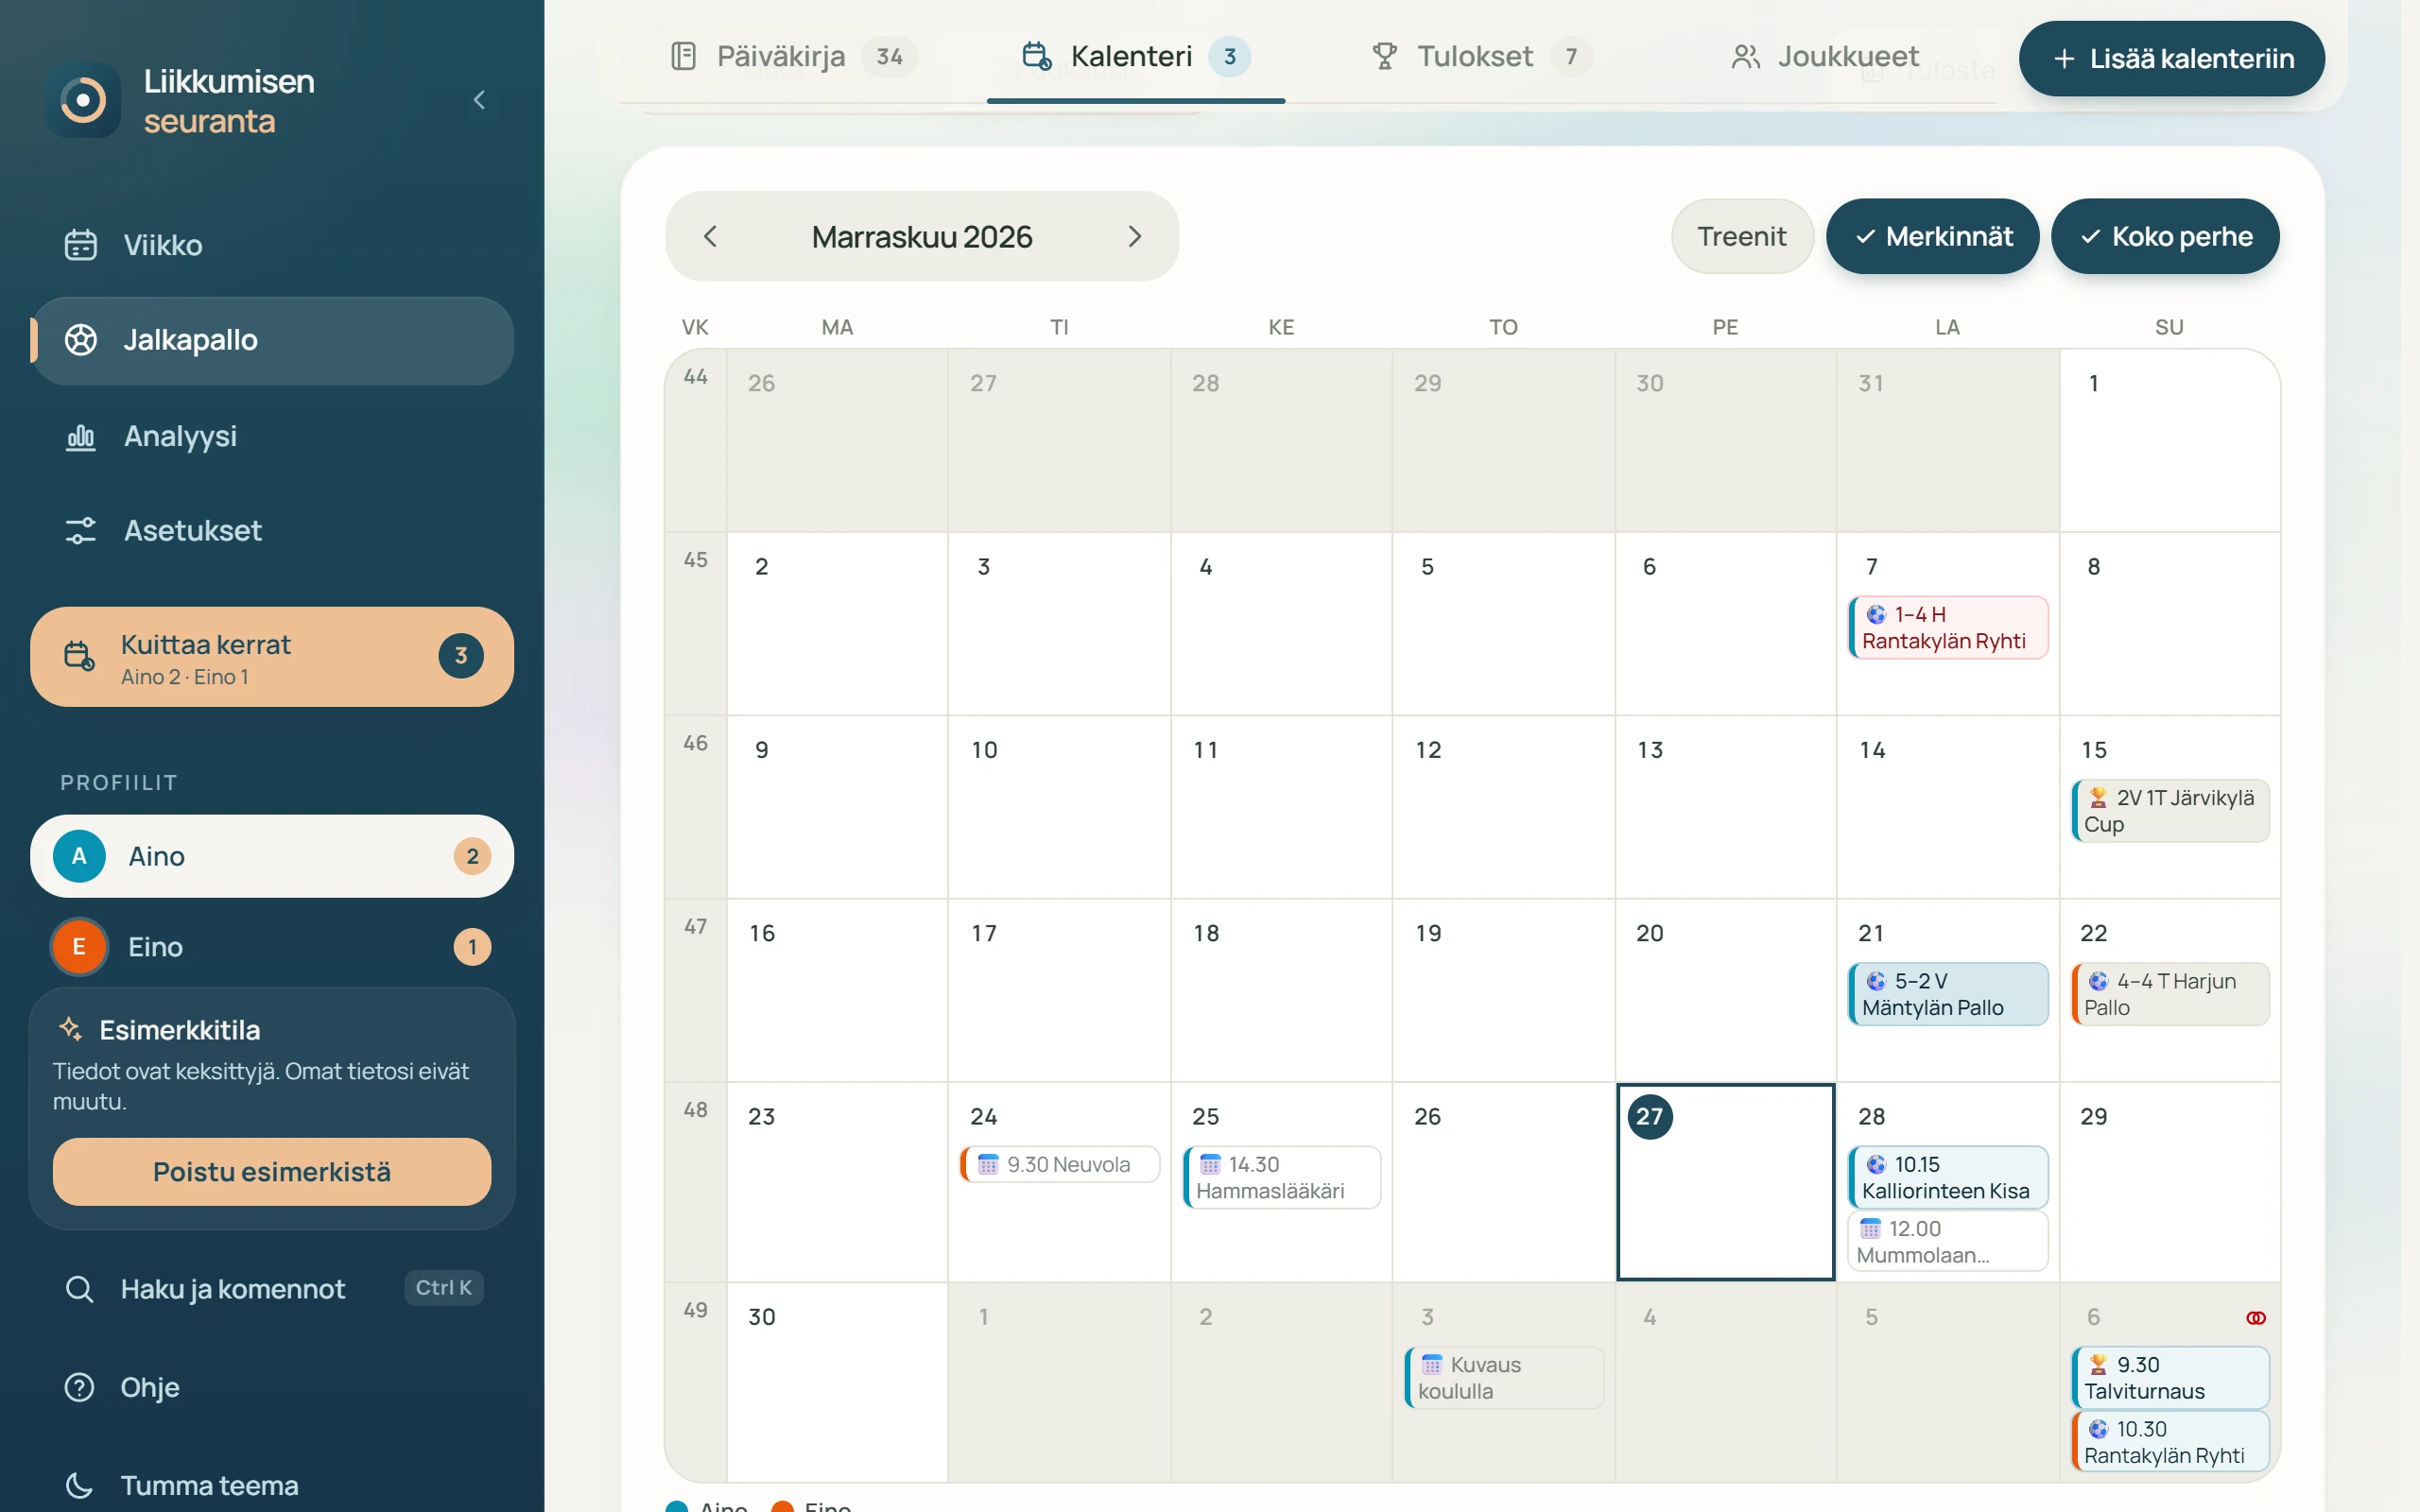 Liikkumisen
seuranta
Viikko
Jalkapallo
Analyysi
Asetukset
Kuittaa kerrat
Aino 2 · Eino 1
3
PROFIILIT
A Aino 2
E Eino 1
Esimerkkitila
Tiedot ovat keksittyjä. Omat tietosi eivät
muutu.
Poistu esimerkistä
Haku ja komennot Ctrl K
Ohje
Tumma teema
Päiväkirja 34 Kalenteri 3 Tulokset 7 Joukkueet
Lisää kalenteriin
Marraskuu 2026
Treenit Merkinnät Koko perhe
VK MA TI KE TO PE LA SU
44 26 27 28 29 30 31 1
45 2 3 4 5 6 7 8
1–4 H
Rantakylän Ryhti
46 9 10 11 12 13 14 15
2V 1T Järvikylä
Cup
47 16 17 18 19 20 21 22
5–2 V
Mäntylän Pallo
4–4 T Harjun
Pallo
48 23 24 25 26 27 28 29
9.30 Neuvola
14.30
Hammaslääkäri
10.15
Kalliorinteen Kisa
12.00
Mummolaan…
49 30 1 2 3 4 5 6
Kuvaus
koululla
9.30
Talviturnaus
10.30
Rantakylän Ryhti
Aino Eino